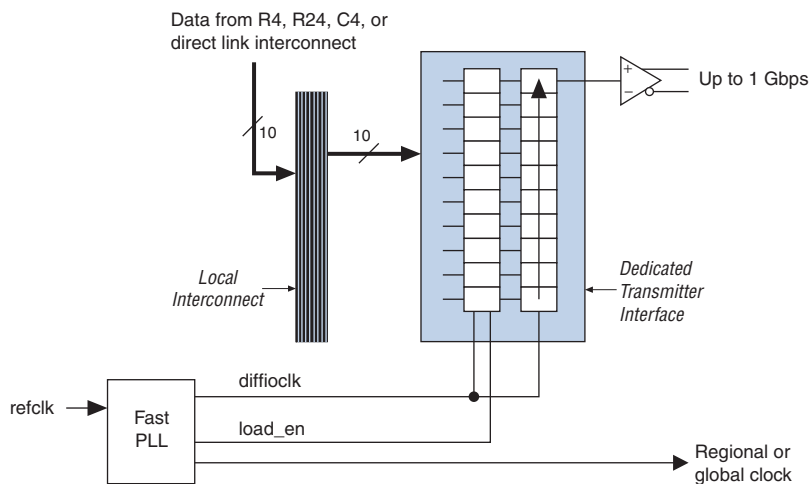 Data from R4, R24, C4, or
direct link interconnect
10
10
+
−
Up to 1 Gbps
Local
Interconnect
Dedicated
Transmitter
Interface
diffioclk
refclk
Fast
PLL
load_en
Regional or
global clock